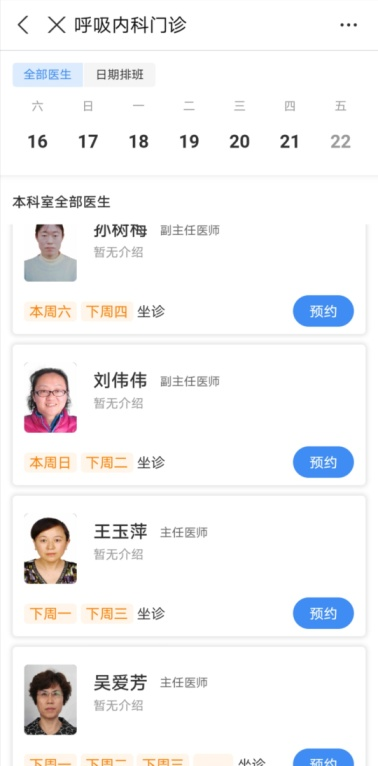 呼吸内科门诊
全部医生 日期排班
六 日 一 二 三 四 五
16 17 18 19 20 21 22
本科室全部医生
孙树梅 副主任医师
暂无介绍
本周六 下周四 坐诊 预约
刘伟伟 副主任医师
暂无介绍
本周日 下周二 坐诊 预约
王玉萍 主任医师
暂无介绍
下周一 下周三 坐诊 预约
吴爱芳 主任医师
暂无介绍
下周一 下周二 下周三 坐诊 预约